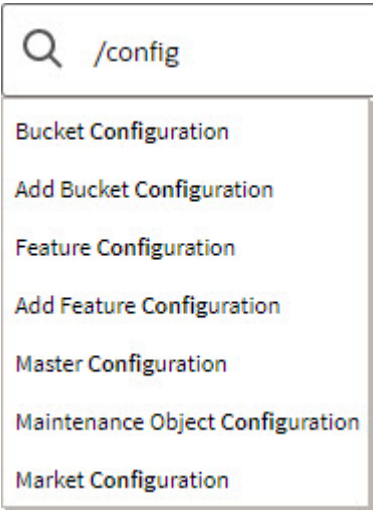 /config
Bucket Configuration
Add Bucket Configuration
Feature Configuration
Add Feature Configuration
Master Configuration
Maintenance Object Configuration
Market Configuration